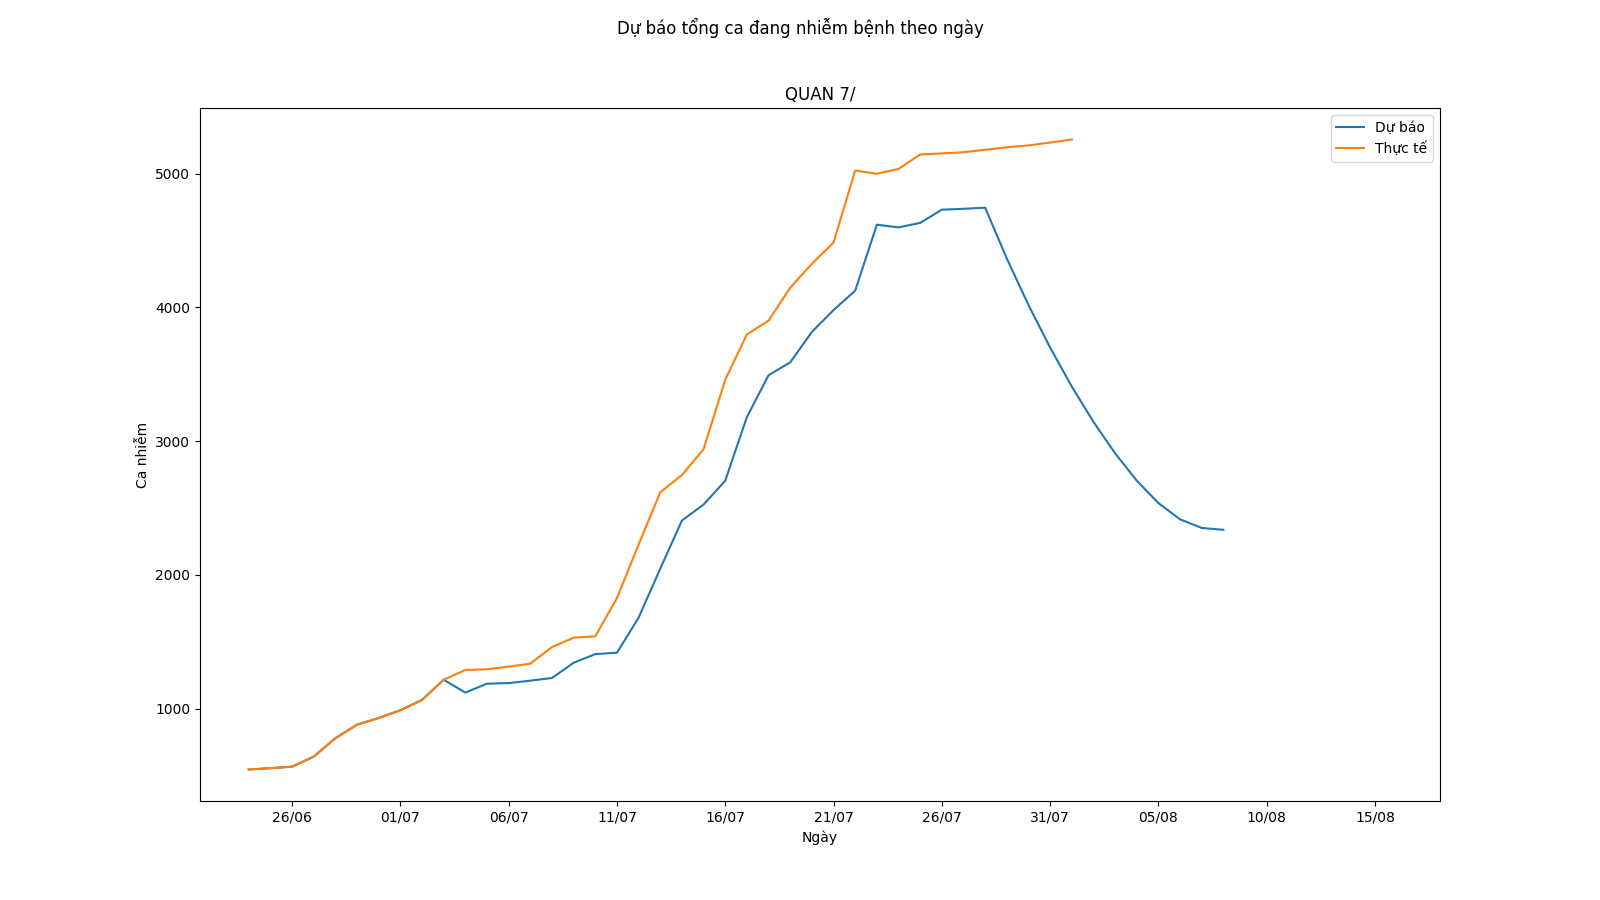 Dự báo tổng ca đang nhiễm bệnh theo ngày
QUAN 7/
Dự báo
Thực tế
5000
4000
3000
2000
1000
Ca nhiễm
26/06
01/07
06/07
11/07
16/07
21/07
26/07
31/07
05/08
10/08
15/08
Ngày